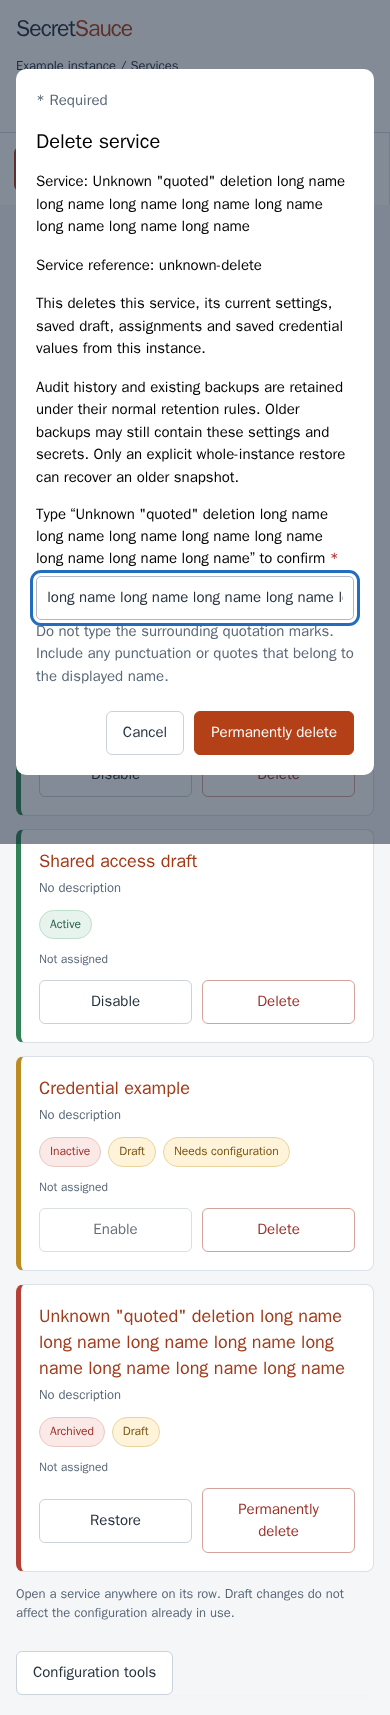 SecretSauce
Example instance / Services
* Required
Delete service
Service: Unknown "quoted" deletion long name
long name long name long name long name
long name long name long name
Service reference: unknown-delete
This deletes this service, its current settings,
saved draft, assignments and saved credential
values from this instance.
Audit history and existing backups are retained
under their normal retention rules. Older
backups may still contain these settings and
secrets. Only an explicit whole-instance restore
can recover an older snapshot.
Type “Unknown "quoted" deletion long name
long name long name long name long name
long name long name long name” to confirm *
long name long name long name long name l
Do not type the surrounding quotation marks.
Include any punctuation or quotes that belong to
the displayed name.
Cancel
Permanently delete
Disable
Delete
Shared access draft
No description
Active
Not assigned
Disable
Delete
Credential example
No description
Inactive
Draft
Needs configuration
Not assigned
Enable
Delete
Unknown "quoted" deletion long name
long name long name long name long
name long name long name long name
No description
Archived
Draft
Not assigned
Restore
Permanently
delete
Open a service anywhere on its row. Draft changes do not
affect the configuration already in use.
Configuration tools